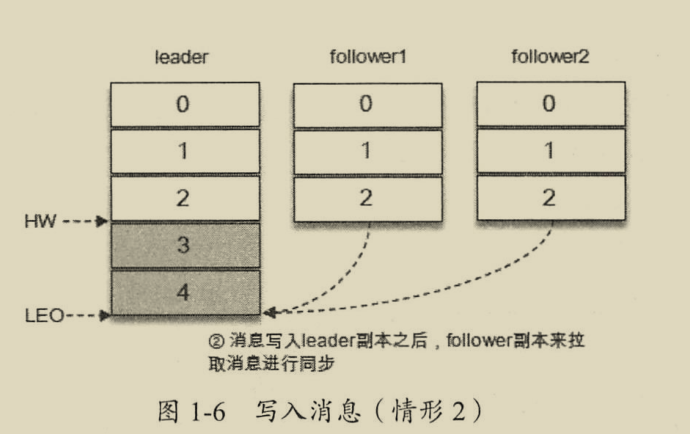 leader follower1 follower2
0 0 0
1 1 1
2 2 2
HW
3
4
LEO
② 消息写入leader副本之后，follower副本来拉
取消息进行同步
图 1-6 写入消息（情形 2）